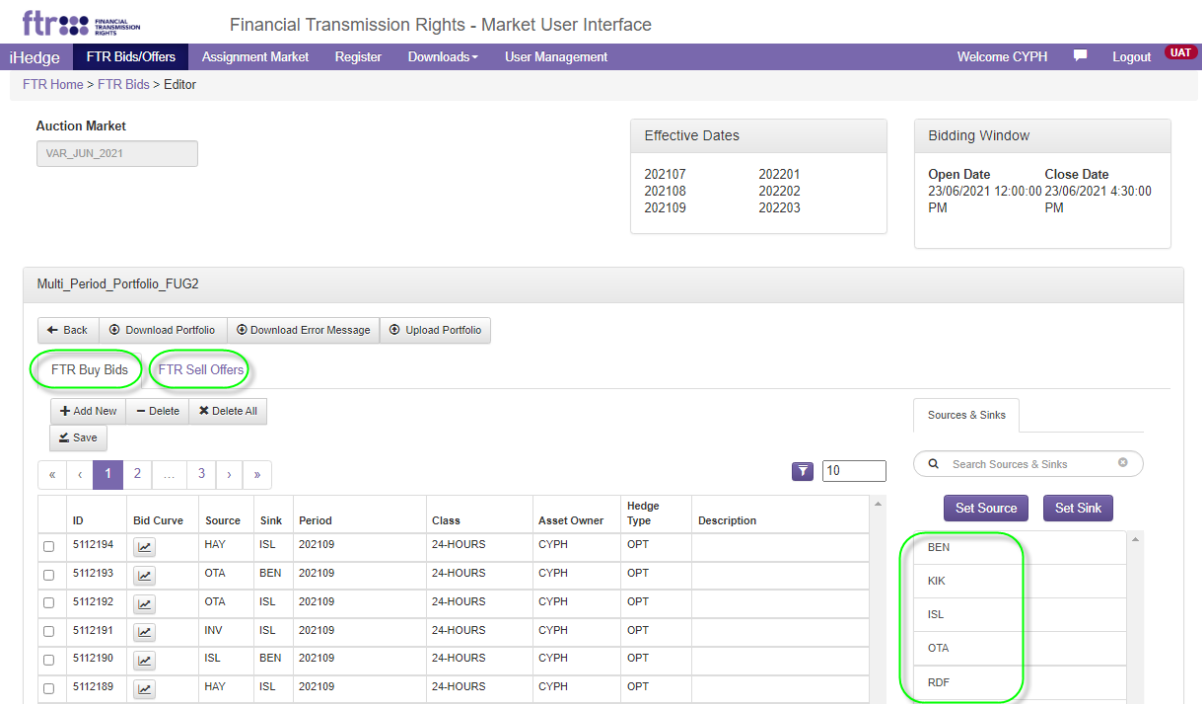 ftr FINANCIAL TRANSMISSION RIGHTS
Financial Transmission Rights - Market User Interface
iHedge FTR Bids/Offers Assignment Market Register Downloads User Management Welcome CYPH Logout UAT
FTR Home > FTR Bids > Editor
Auction Market
VAR_JUN_2021
Effective Dates
202107 202201
202108 202202
202109 202203
Bidding Window
Open Date Close Date
23/06/2021 12:00:00 23/06/2021 4:30:00
PM PM
Multi_Period_Portfolio_FUG2
Back Download Portfolio Download Error Message Upload Portfolio
FTR Buy Bids FTR Sell Offers
+ Add New − Delete ✖ Delete All
Save
« ‹ 1 2 ... 3 › »
10
Sources & Sinks
Search Sources & Sinks
Set Source Set Sink
ID Bid Curve Source Sink Period Class Asset Owner Hedge Type Description
5112194 HAY ISL 202109 24-HOURS CYPH OPT
5112193 OTA BEN 202109 24-HOURS CYPH OPT
5112192 OTA ISL 202109 24-HOURS CYPH OPT
5112191 INV ISL 202109 24-HOURS CYPH OPT
5112190 ISL BEN 202109 24-HOURS CYPH OPT
5112189 HAY ISL 202109 24-HOURS CYPH OPT
BEN
KIK
ISL
OTA
RDF